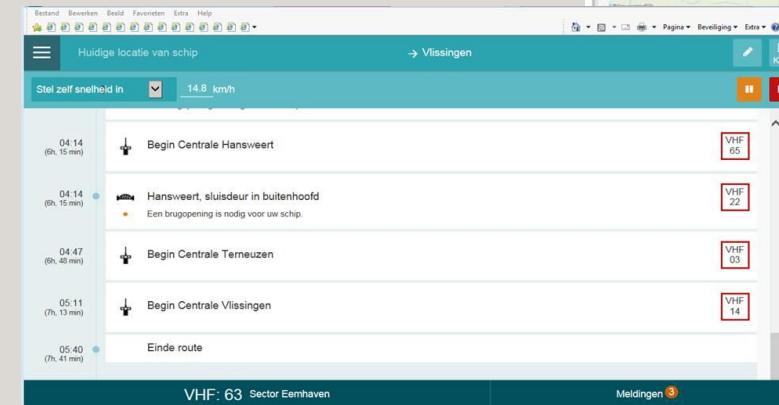 Bestand Bewerken Beeld Favorieten Extra Help
Pagina Beveiliging Extra
Huidige locatie van schip → Vlissingen
Stel zelf snelheid in 14.8 km/h
04:14 Begin Centrale Hansweert VHF 65
(6h, 15 min)
04:14 Hansweert, sluisdeur in buitenhoofd VHF 22
(6h, 15 min) Een brugopening is nodig voor uw schip.
04:47 Begin Centrale Terneuzen VHF 03
(6h, 48 min)
05:11 Begin Centrale Vlissingen VHF 14
(7h, 13 min)
05:40 Einde route
(7h, 41 min)
VHF: 63 Sector Eemhaven Meldingen 3